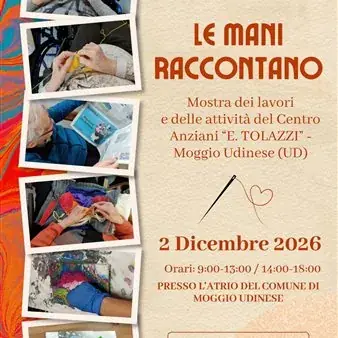 LE MANI
RACCONTANO
Mostra dei lavori
e delle attività del Centro
Anziani “E. TOLAZZI” -
Moggio Udinese (UD)
2 Dicembre 2026
Orari: 9:00-13:00 / 14:00-18:00
PRESSO L'ATRIO DEL COMUNE DI
MOGGIO UDINESE